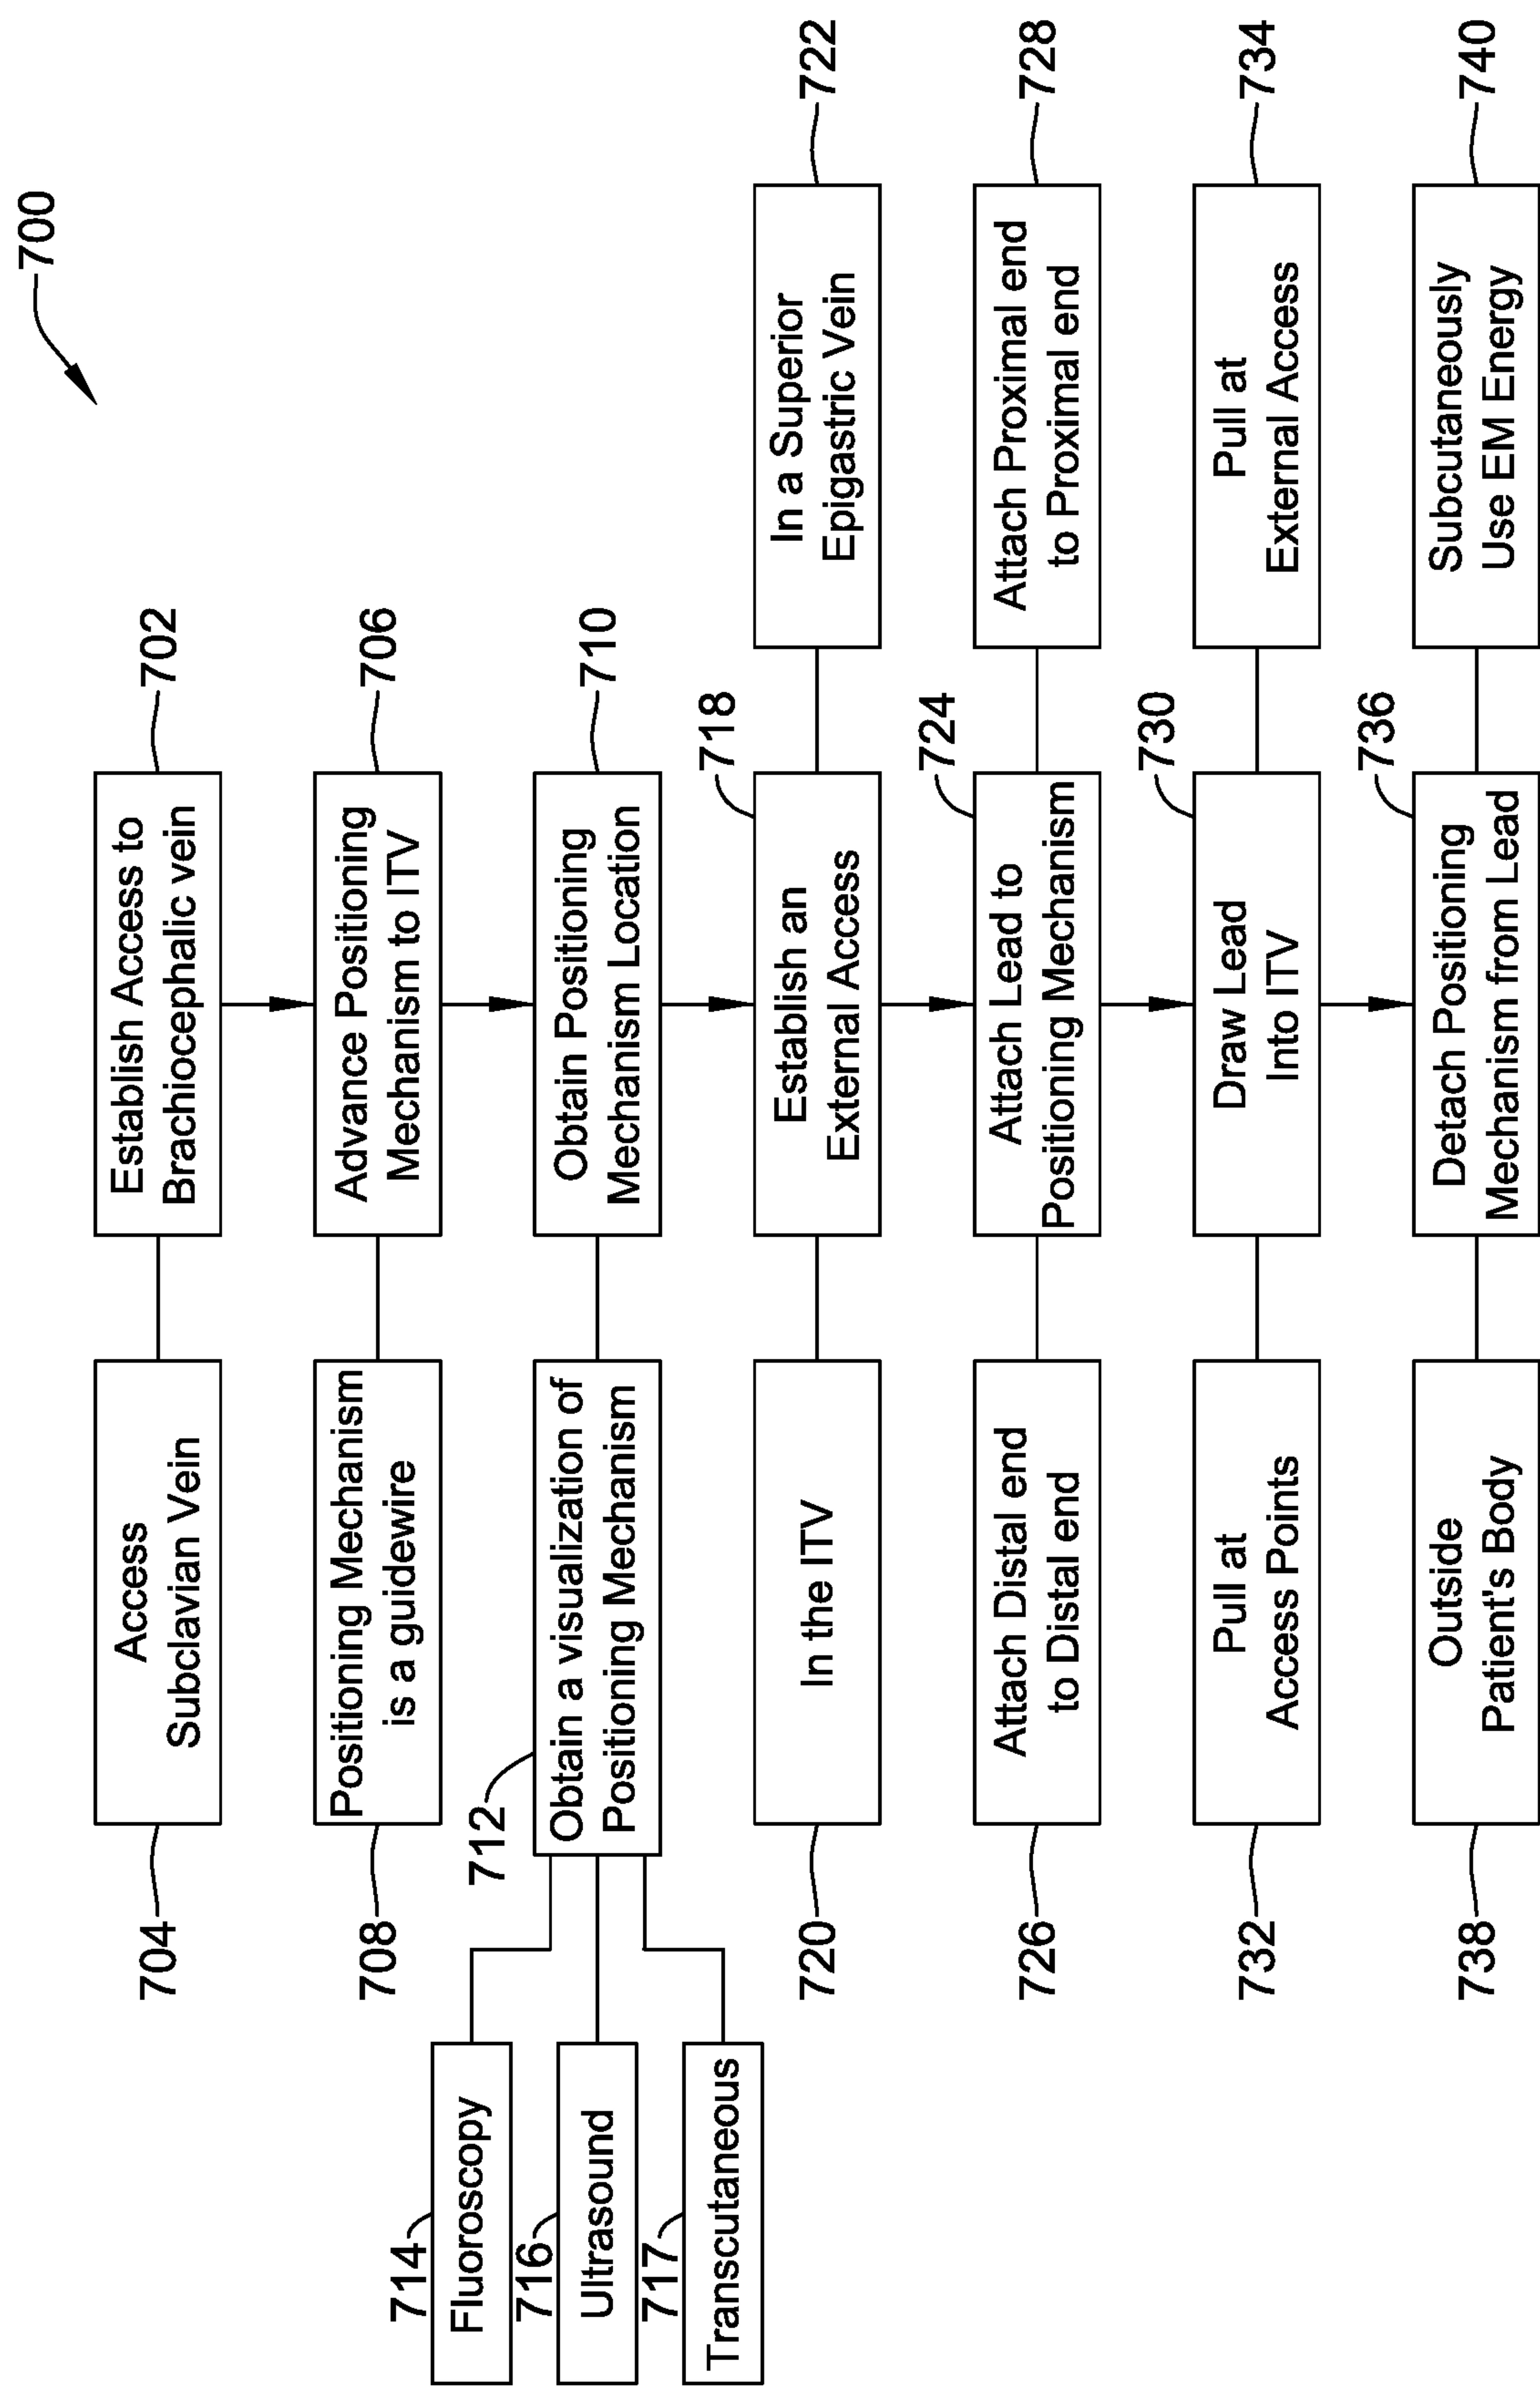 700
702
Establish Access to
Brachiocephalic vein
Access
Subclavian Vein
704
706
Advance Positioning
Mechanism to ITV
Positioning Mechanism
is a guidewire
708
710
Obtain Positioning
Mechanism Location
712
Obtain a visualization of
Positioning Mechanism
714
Fluoroscopy
716
Ultrasound
717
Transcutaneous
718
Establish an
External Access
In the ITV
720
In a Superior
Epigastric Vein
722
724
Attach Lead to
Positioning Mechanism
Attach Distal end
to Distal end
726
Attach Proximal end
to Proximal end
728
730
Draw Lead
Into ITV
Pull at
Access Points
732
Pull at
External Access
734
736
Detach Positioning
Mechanism from Lead
Outside
Patient's Body
738
Subcutaneously
Use EM Energy
740